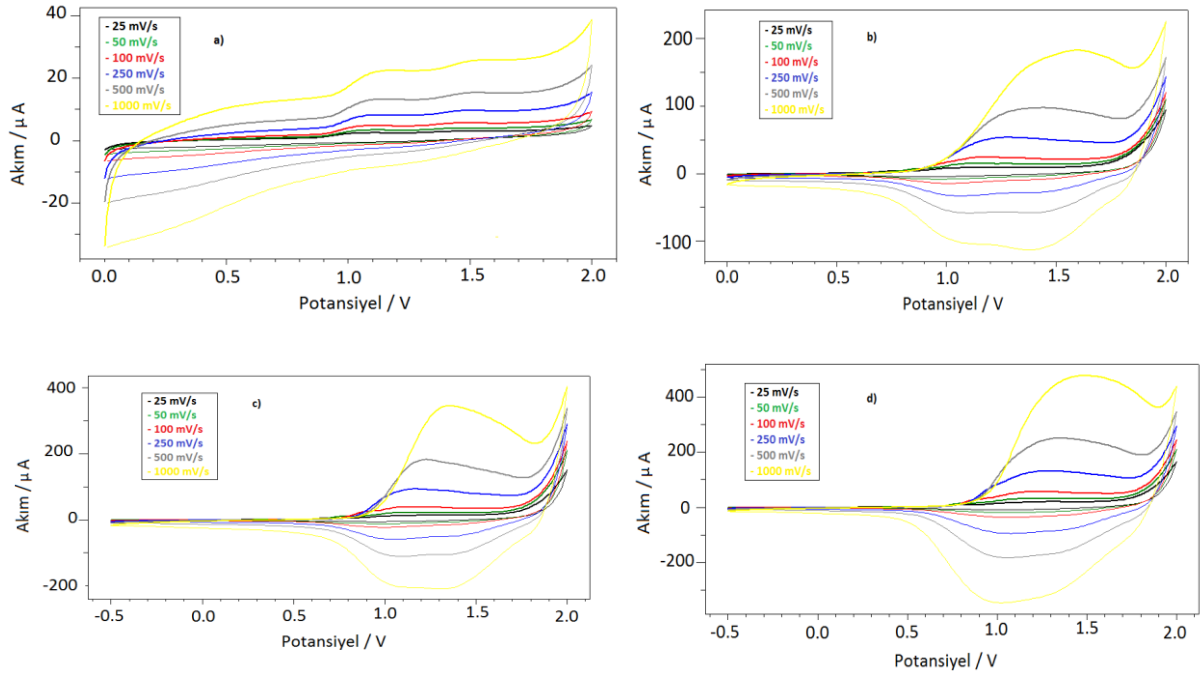 40
20
0
-20
Akım / µ A
- 25 mV/s
- 50 mV/s
- 100 mV/s
- 250 mV/s
- 500 mV/s
- 1000 mV/s
a)
0.0 0.5 1.0 1.5 2.0
Potansiyel / V
200
100
0
-100
Akım / µ A
- 25 mV/s
- 50 mV/s
- 100 mV/s
- 250 mV/s
- 500 mV/s
- 1000 mV/s
b)
0.0 0.5 1.0 1.5 2.0
Potansiyel / V
400
200
0
-200
Akım / µ A
- 25 mV/s
- 50 mV/s
- 100 mV/s
- 250 mV/s
- 500 mV/s
- 1000 mV/s
c)
-0.5 0.0 0.5 1.0 1.5 2.0
Potansiyel / V
400
200
0
-200
Akım / µ A
- 25 mV/s
- 50 mV/s
- 100 mV/s
- 250 mV/s
- 500 mV/s
- 1000 mV/s
d)
-0.5 0.0 0.5 1.0 1.5 2.0
Potansiyel / V